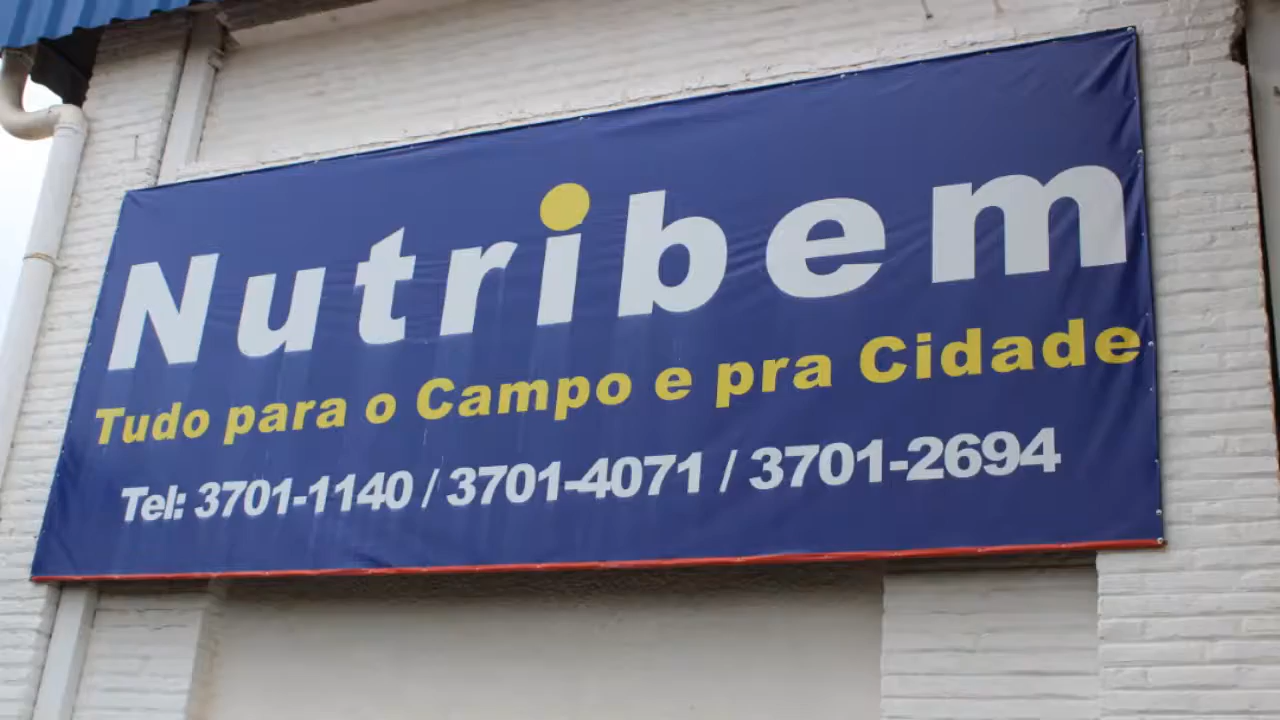 Nutribem
Tudo para o Campo e pra Cidade
Tel: 3701-1140 / 3701-4071 / 3701-2694